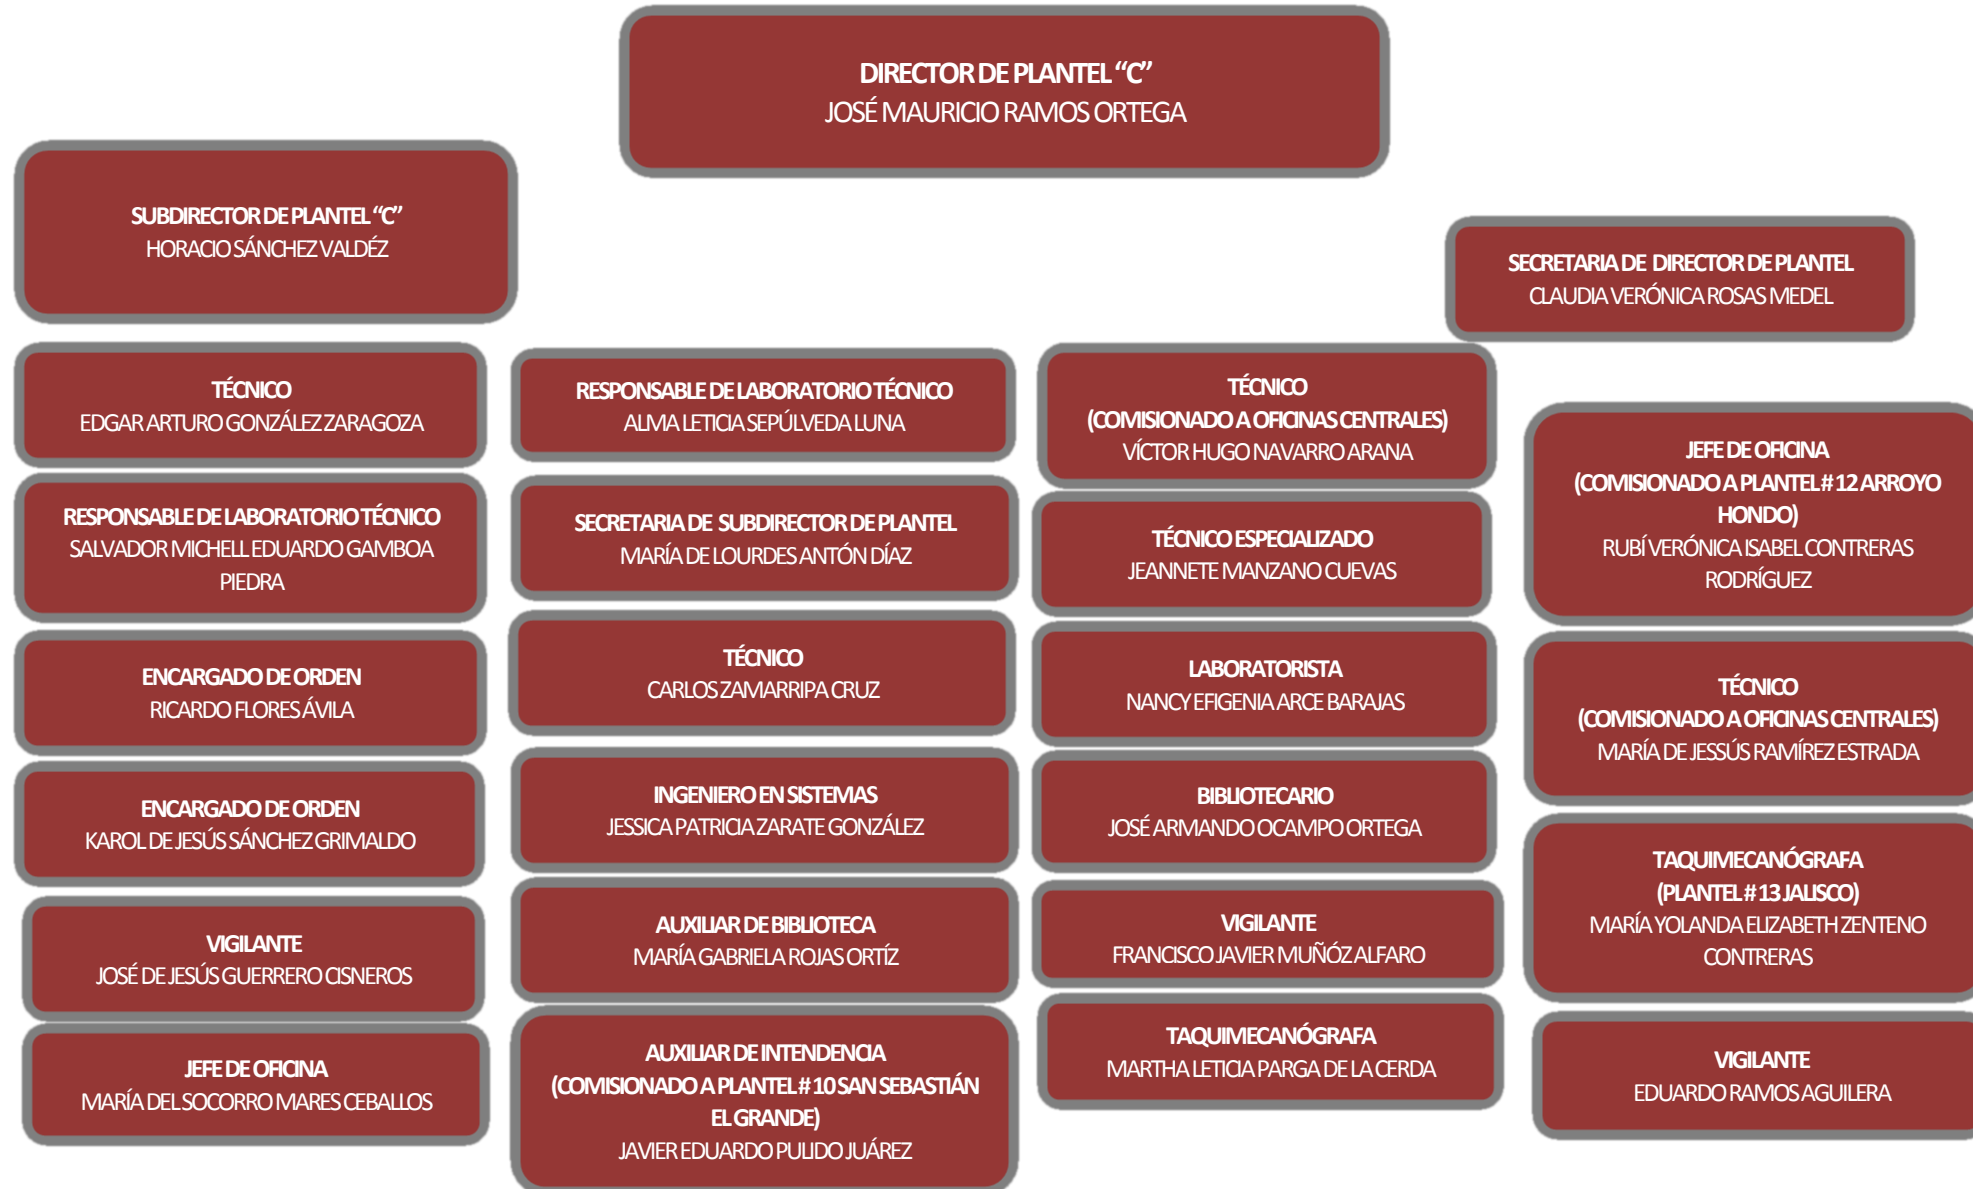 DIRECTOR DE PLANTEL “C”
JOSÉ MAURICIO RAMOS ORTEGA
SUBDIRECTOR DE PLANTEL “C”
HORACIO SÁNCHEZ VALDÉZ
SECRETARIA DE DIRECTOR DE PLANTEL
CLAUDIA VERÓNICA ROSAS MEDEL
TÉCNICO
EDGAR ARTURO GONZÁLEZ ZARAGOZA
RESPONSABLE DE LABORATORIO TÉCNICO
SALVADOR MICHELL EDUARDO GAMBOA
PIEDRA
ENCARGADO DE ORDEN
RICARDO FLORES ÁVILA
ENCARGADO DE ORDEN
KAROL DE JESÚS SÁNCHEZ GRIMALDO
VIGILANTE
JOSÉ DE JESÚS GUERRERO CISNEROS
JEFE DE OFICINA
MARÍA DEL SOCORRO MARES CEBALLOS
RESPONSABLE DE LABORATORIO TÉCNICO
ALMA LETICIA SEPÚLVEDA LUNA
SECRETARIA DE SUBDIRECTOR DE PLANTEL
MARÍA DE LOURDES ANTÓN DÍAZ
TÉCNICO
CARLOS ZAMARRIPA CRUZ
INGENIERO EN SISTEMAS
JESSICA PATRICIA ZARATE GONZÁLEZ
AUXILIAR DE BIBLIOTECA
MARÍA GABRIELA ROJAS ORTÍZ
AUXILIAR DE INTENDENCIA
(COMISIONADO A PLANTEL # 10 SAN SEBASTIÁN
EL GRANDE)
JAVIER EDUARDO PULIDO JUÁREZ
TÉCNICO
(COMISIONADO A OFICINAS CENTRALES)
VÍCTOR HUGO NAVARRO ARANA
TÉCNICO ESPECIALIZADO
JEANNETE MANZANO CUEVAS
LABORATORISTA
NANCY EFIGENIA ARCE BARAJAS
BIBLIOTECARIO
JOSÉ ARMANDO OCAMPO ORTEGA
VIGILANTE
FRANCISCO JAVIER MUÑÓZ ALFARO
TAQUIMECANÓGRAFA
MARTHA LETICIA PARGA DE LA CERDA
JEFE DE OFICINA
(COMISIONADO A PLANTEL # 12 ARROYO
HONDO)
RUBÍ VERÓNICA ISABEL CONTRERAS
RODRÍGUEZ
TÉCNICO
(COMISIONADO A OFICINAS CENTRALES)
MARÍA DE JESSÚS RAMÍREZ ESTRADA
TAQUIMECANÓGRAFA
(PLANTEL # 13 JALISCO)
MARÍA YOLANDA ELIZABETH ZENTENO
CONTRERAS
VIGILANTE
EDUARDO RAMOS AGUILERA